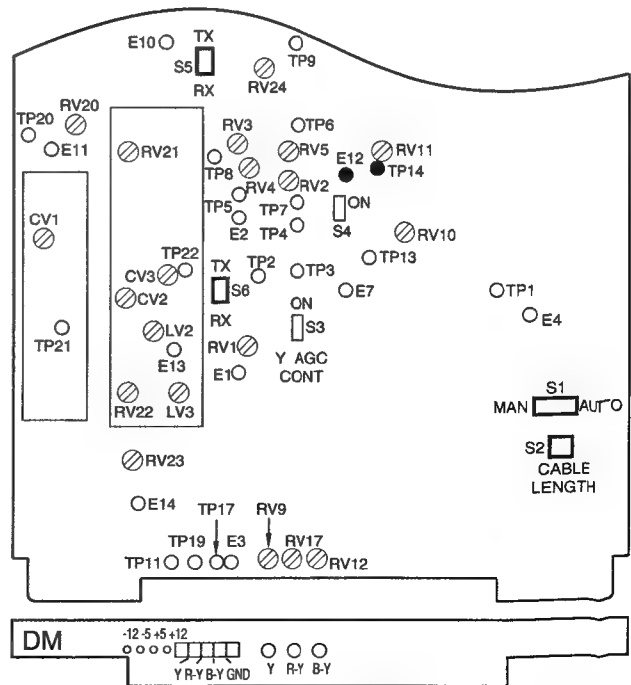 E10
TX
S5
RX
TP9
RV24
TP20
RV20
E11
RV21
RV3
TP6
TP8
RV5
RV4
E12
RV11
TP14
RV2
TP5
TP7
ON
S4
E2
TP4
RV10
CV1
TP22
TX
TP2
TP3
TP13
CV3
CV2
S6
RX
ON
E7
TP1
E4
TP21
LV2
E13
RV1
S3
Y AGC
CONT
E1
RV22
LV3
S1
MAN
AUTO
S2
CABLE
LENGTH
RV23
E14
TP17
RV9
TP19
E3
RV17
TP11
RV12
DM
-12 -5 +5 +12
Y R-Y B-Y GND
Y R-Y B-Y